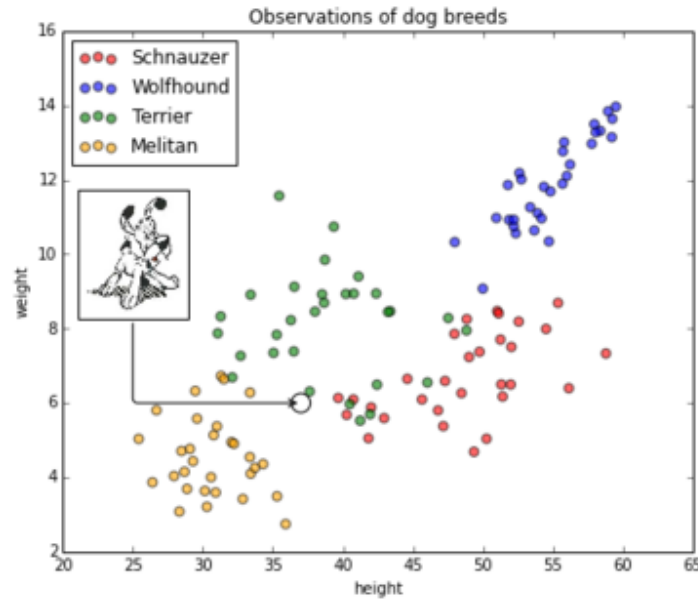 Observations of dog breeds
16
14
12
10
8
6
4
2
weight
Schnauzer
Wolfhound
Terrier
Melitan
20 25 30 35 40 45 50 55 60 65
height